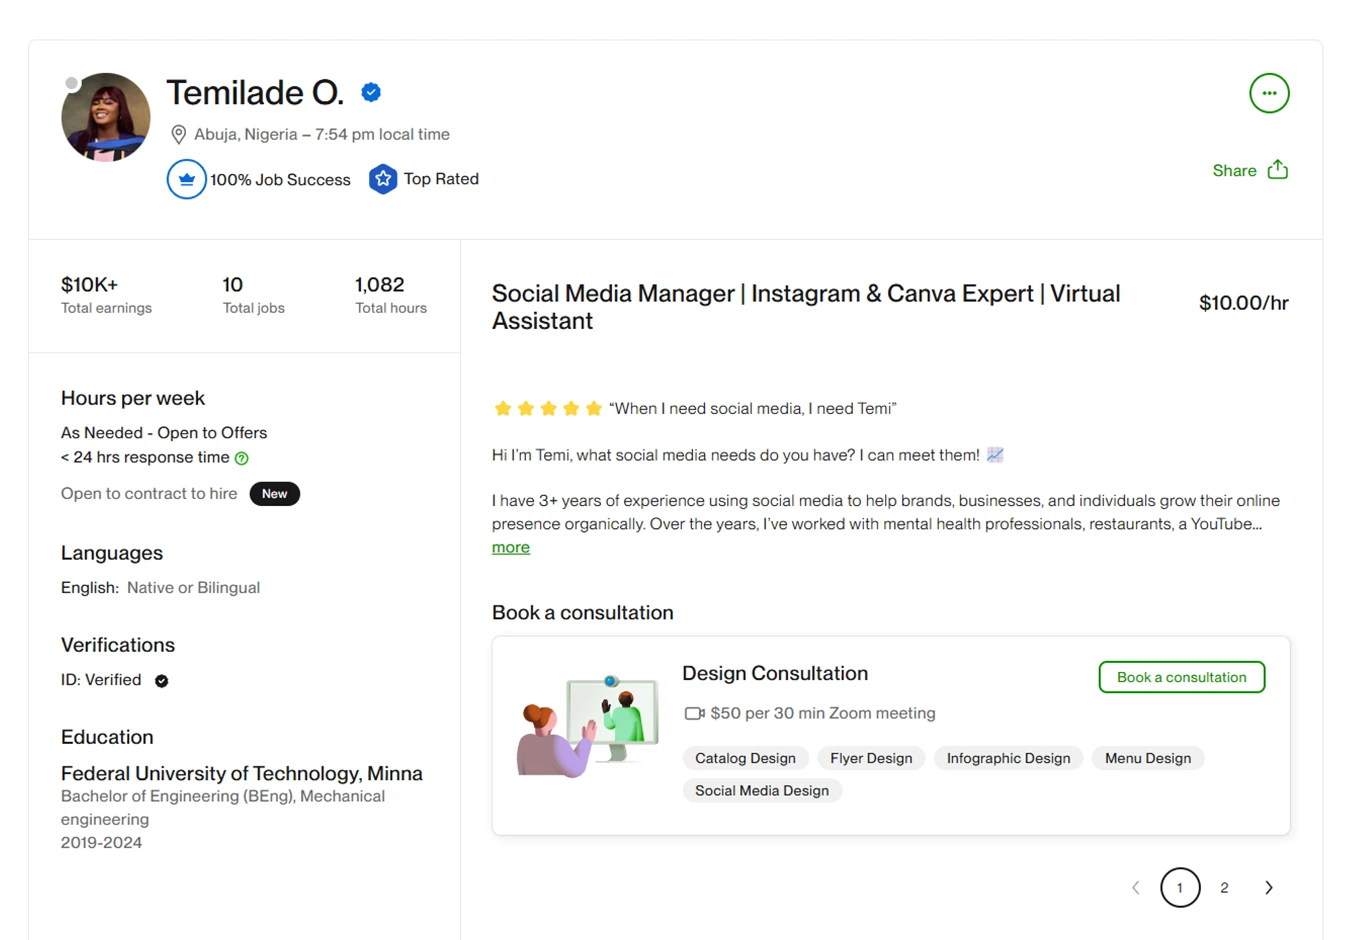 Temilade O.
Abuja, Nigeria – 7:54 pm local time
100% Job Success
Top Rated
Share
$10K+
Total earnings
10
Total jobs
1,082
Total hours
Hours per week
As Needed - Open to Offers
< 24 hrs response time
Open to contract to hire New
Languages
English: Native or Bilingual
Verifications
ID: Verified
Education
Federal University of Technology, Minna
Bachelor of Engineering (BEng), Mechanical
engineering
2019-2024
Social Media Manager | Instagram & Canva Expert | Virtual
Assistant
$10.00/hr
“When I need social media, I need Temi”
Hi I’m Temi, what social media needs do you have? I can meet them! 📈
I have 3+ years of experience using social media to help brands, businesses, and individuals grow their online
presence organically. Over the years, I’ve worked with mental health professionals, restaurants, a YouTube...
more
Book a consultation
Design Consultation
Book a consultation
$50 per 30 min Zoom meeting
Catalog Design
Flyer Design
Infographic Design
Menu Design
Social Media Design
1
2